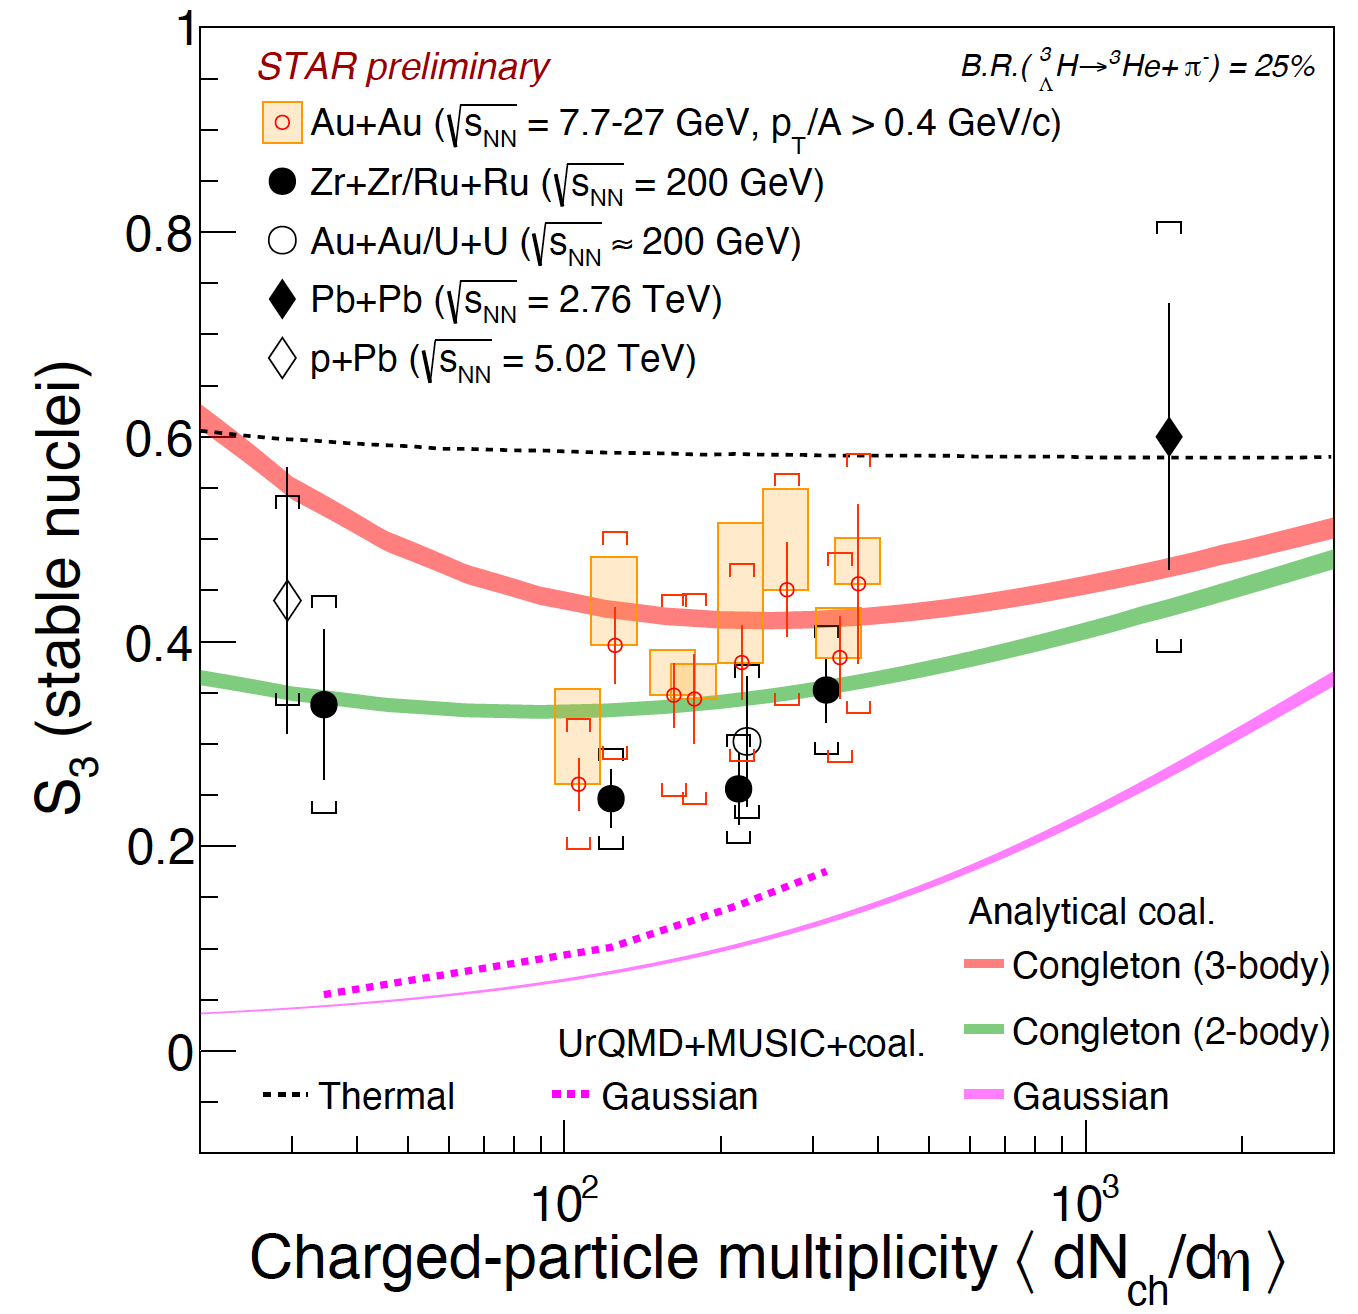 STAR preliminary
B.R.(³ΛH→³He+π⁻) = 25%
Au+Au (√sNN = 7.7-27 GeV, pT/A > 0.4 GeV/c)
Zr+Zr/Ru+Ru (√sNN = 200 GeV)
Au+Au/U+U (√sNN ≈ 200 GeV)
Pb+Pb (√sNN = 2.76 TeV)
p+Pb (√sNN = 5.02 TeV)
1
0.8
0.6
0.4
0.2
0
S₃ (stable nuclei)
Analytical coal.
Congleton (3-body)
Congleton (2-body)
Gaussian
UrQMD+MUSIC+coal.
Gaussian
Thermal
10²
10³
Charged-particle multiplicity ⟨ dNch/dη ⟩